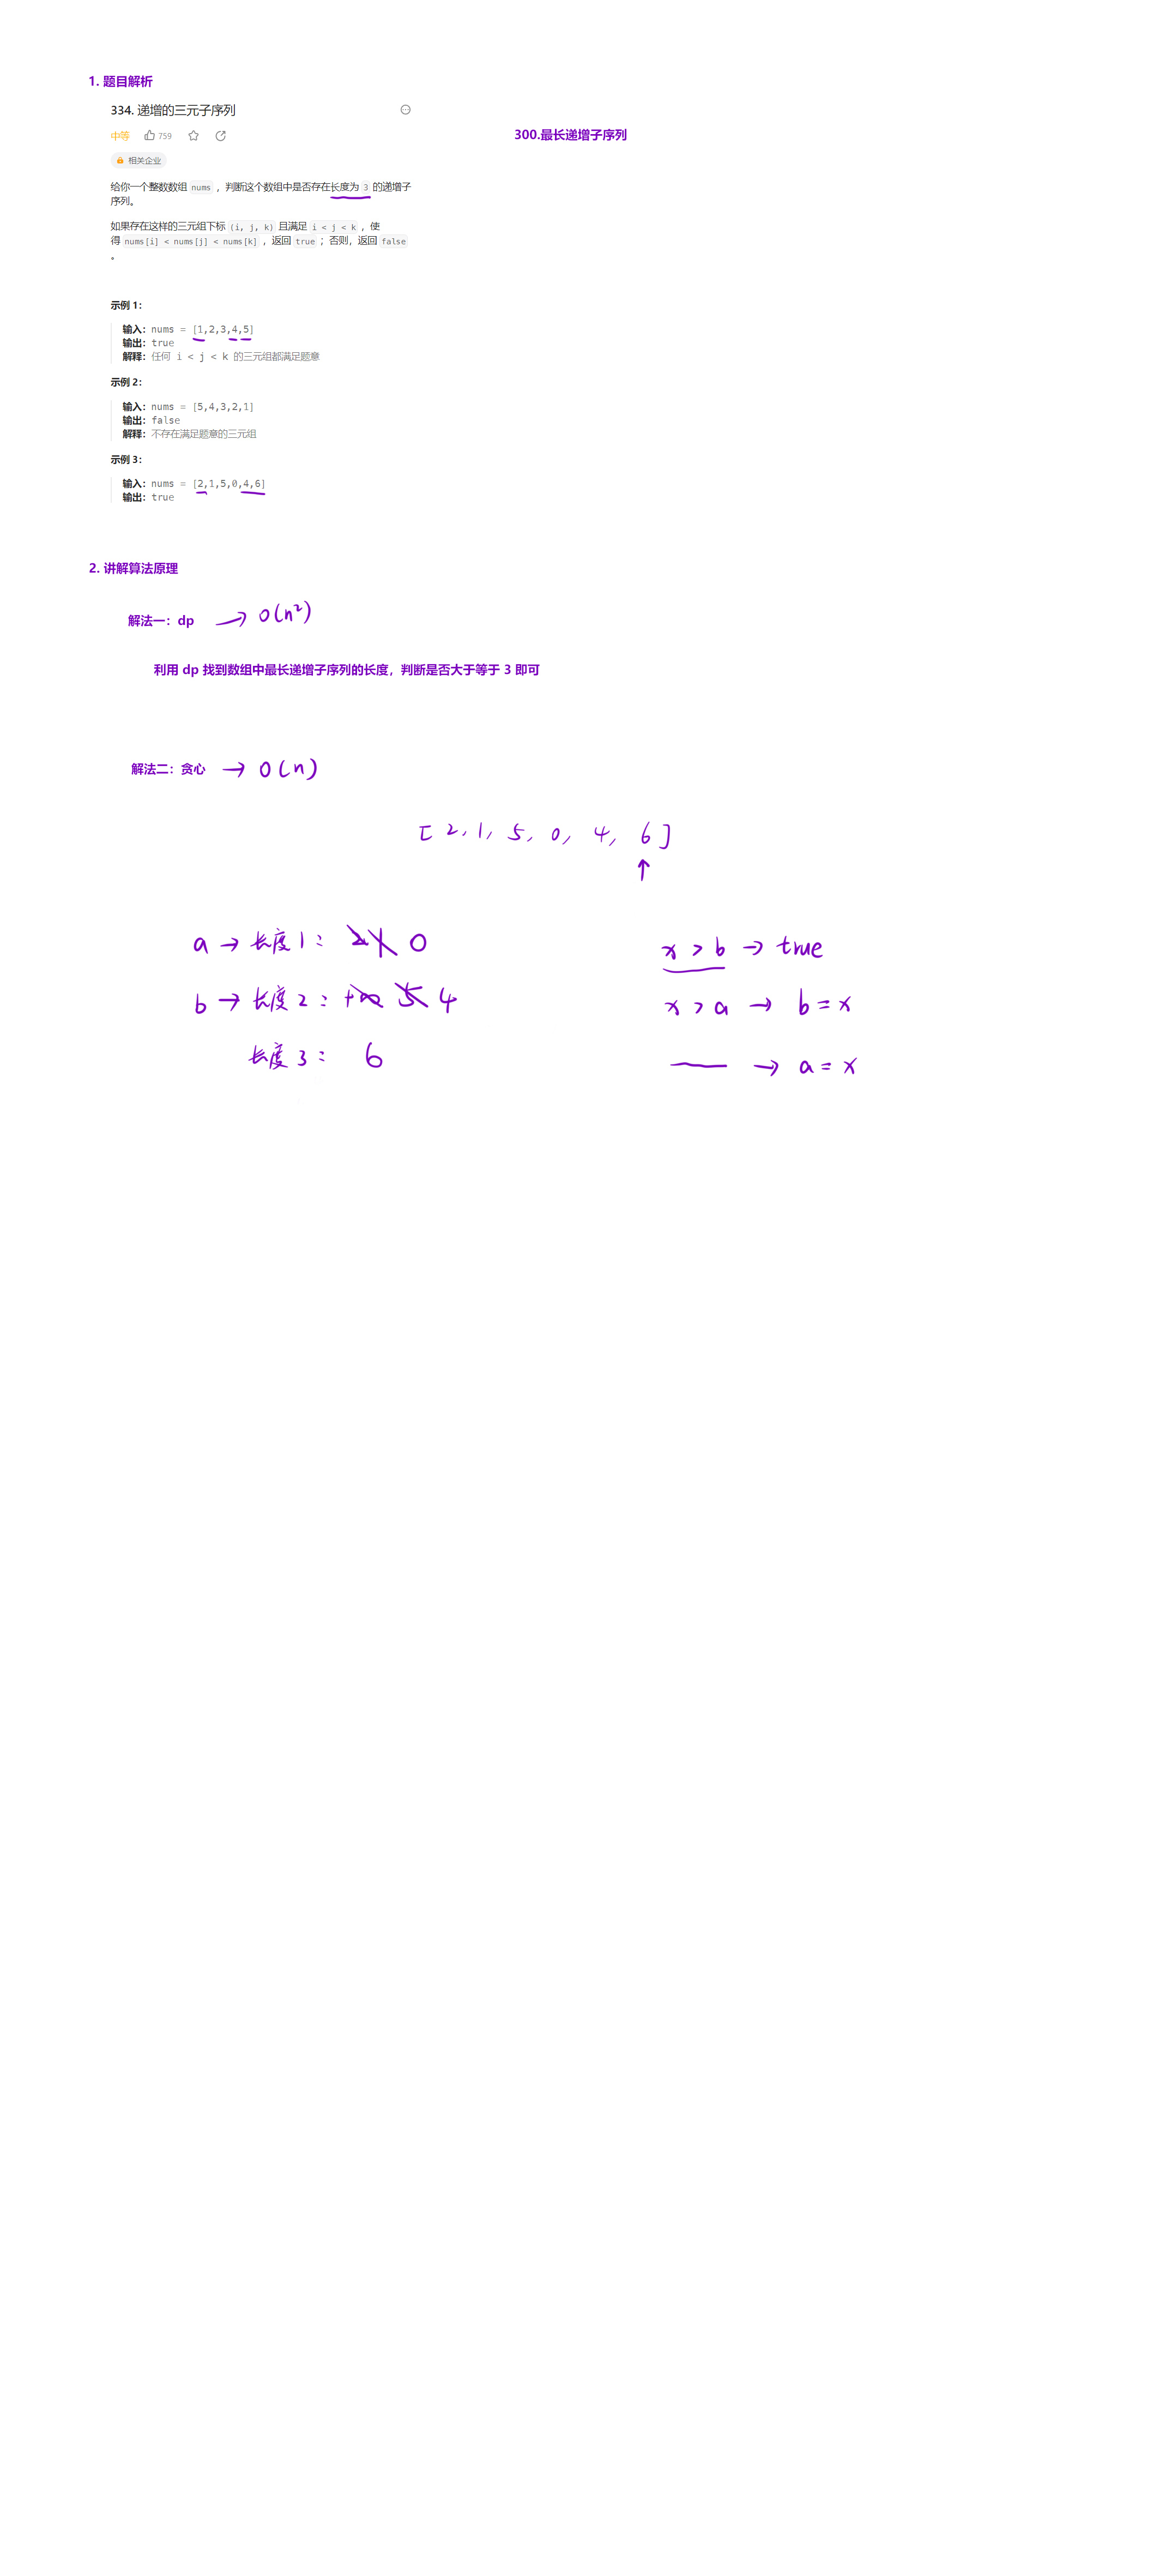 1. 题目解析
334. 递增的三元子序列
中等 759
300.最长递增子序列
相关企业
给你一个整数数组 nums ，判断这个数组中是否存在长度为 3 的递增子
序列。
如果存在这样的三元组下标 (i, j, k) 且满足 i < j < k ，使
得 nums[i] < nums[j] < nums[k] ，返回 true ；否则，返回 false
。
示例 1：
输入：nums = [1,2,3,4,5]
输出：true
解释：任何 i < j < k 的三元组都满足题意
示例 2：
输入：nums = [5,4,3,2,1]
输出：false
解释：不存在满足题意的三元组
示例 3：
输入：nums = [2,1,5,0,4,6]
输出：true
2. 讲解算法原理
解法一：dp → O(n²)
利用 dp 找到数组中最长递增子序列的长度，判断是否大于等于 3 即可
解法二：贪心 → O(n)
[ 2, 1, 5, 0, 4, 6 ]
↑
a → 长度1： 2 1 0
x > b → true
b → 长度2：+∞ 5 4
x > a → b = x
长度3： 6
—— → a = x